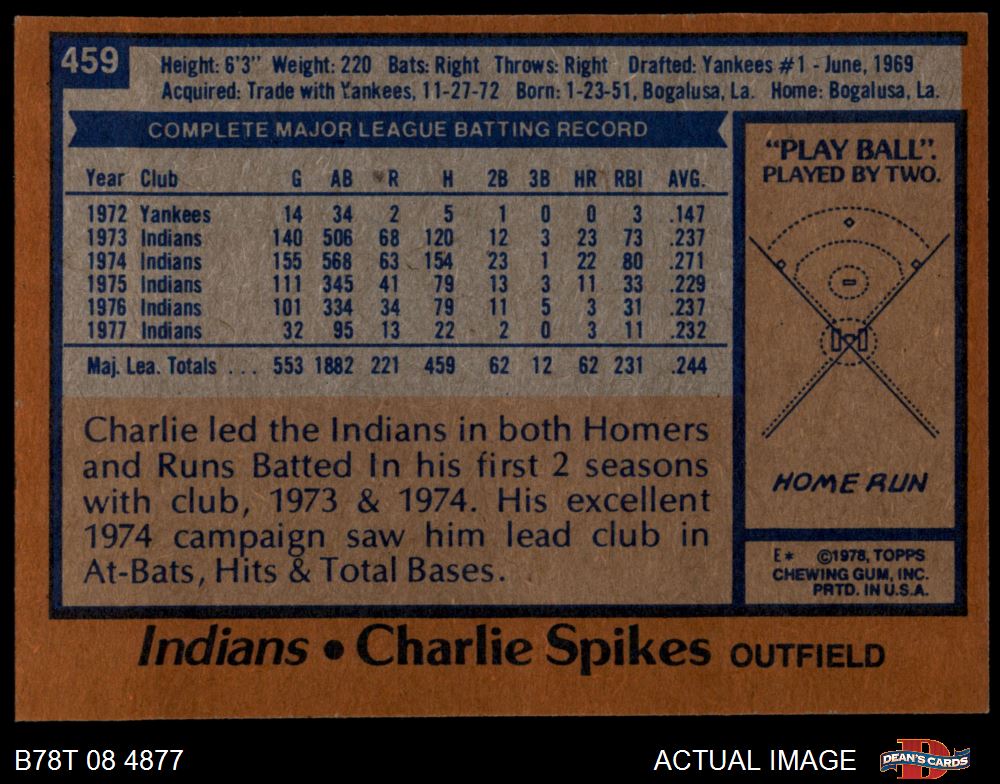 459
Height: 6'3" Weight: 220 Bats: Right Throws: Right Drafted: Yankees #1 - June, 1969
Acquired: Trade with Yankees, 11-27-72 Born: 1-23-51, Bogalusa, La. Home: Bogalusa, La.
COMPLETE MAJOR LEAGUE BATTING RECORD
Year Club G AB R H 2B 3B HR RBI AVG.
1972 Yankees 14 34 2 5 1 0 0 3 .147
1973 Indians 140 506 68 120 12 3 23 73 .237
1974 Indians 155 568 63 154 23 1 22 80 .271
1975 Indians 111 345 41 79 13 3 11 33 .229
1976 Indians 101 334 34 79 11 5 3 31 .237
1977 Indians 32 95 13 22 2 0 3 11 .232
Maj. Lea. Totals ... 553 1882 221 459 62 12 62 231 .244
Charlie led the Indians in both Homers
and Runs Batted In his first 2 seasons
with club, 1973 & 1974. His excellent
1974 campaign saw him lead club in
At-Bats, Hits & Total Bases.
"PLAY BALL".
PLAYED BY TWO.
HOME RUN
E* ©1978, TOPPS
CHEWING GUM, INC.
PRTD. IN U.S.A.
Indians • Charlie Spikes OUTFIELD
B78T 08 4877
ACTUAL IMAGE
DEAN'S CARDS